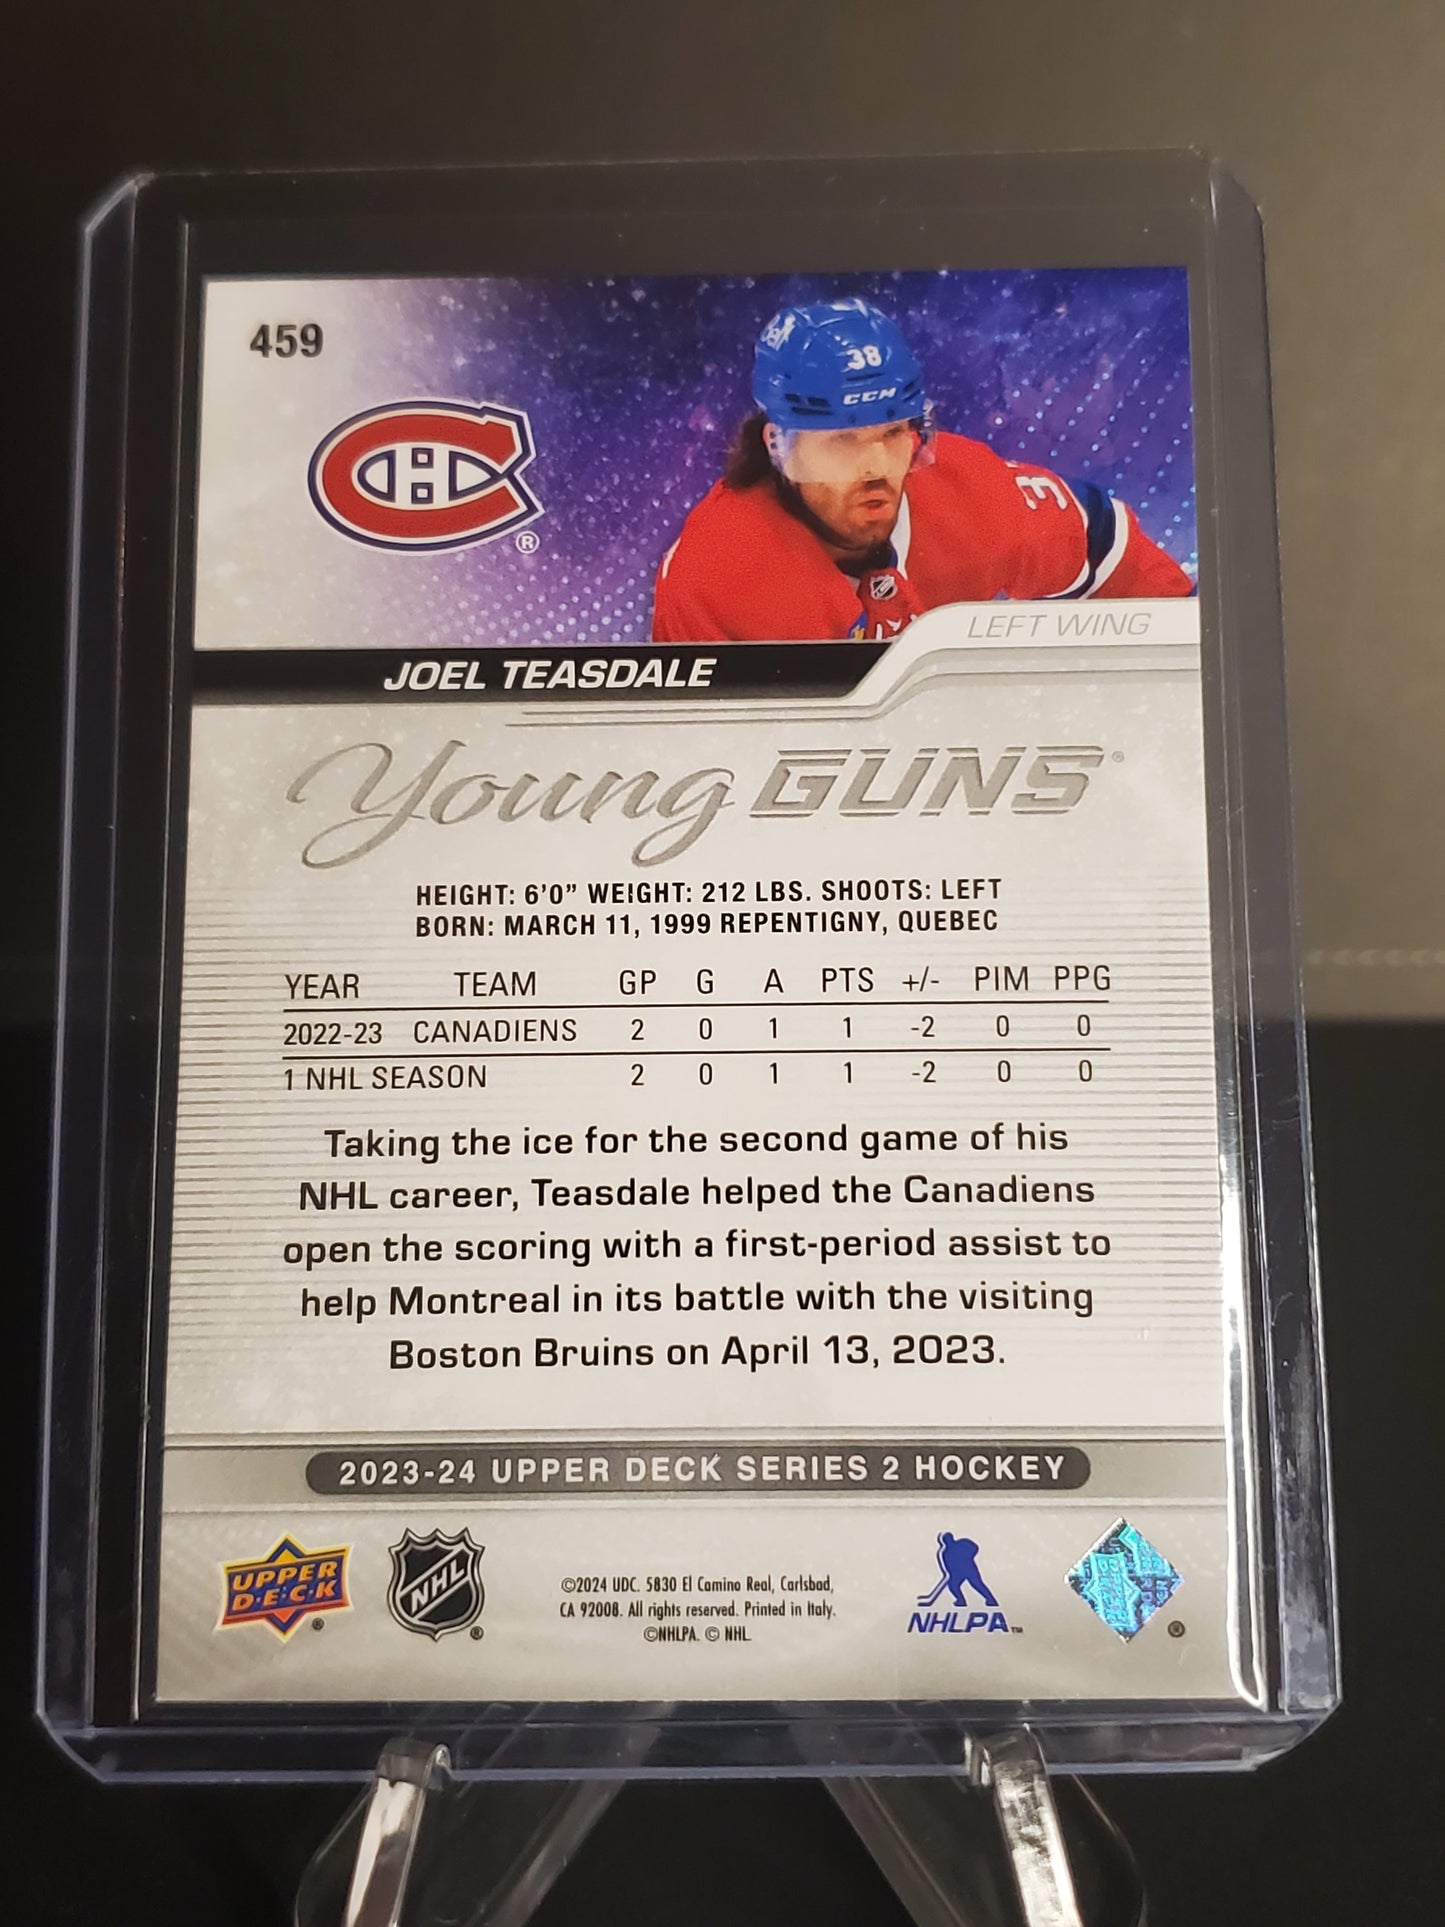 459
38
CCM
3
LEFT WING
JOEL TEASDALE
Young GUNS
HEIGHT: 6'0" WEIGHT: 212 LBS. SHOOTS: LEFT
BORN: MARCH 11, 1999 REPENTIGNY, QUEBEC
YEAR TEAM GP G A PTS +/- PIM PPG
2022-23 CANADIENS 2 0 1 1 -2 0 0
1 NHL SEASON 2 0 1 1 -2 0 0
Taking the ice for the second game of his
NHL career, Teasdale helped the Canadiens
open the scoring with a first-period assist to
help Montreal in its battle with the visiting
Boston Bruins on April 13, 2023.
2023-24 UPPER DECK SERIES 2 HOCKEY
UPPER
D·E·C·K ®
NHL ®
©2024 UDC. 5830 El Camino Real, Carlsbad,
CA 92008. All rights reserved. Printed in Italy.
©NHLPA. © NHL
NHLPA™
®